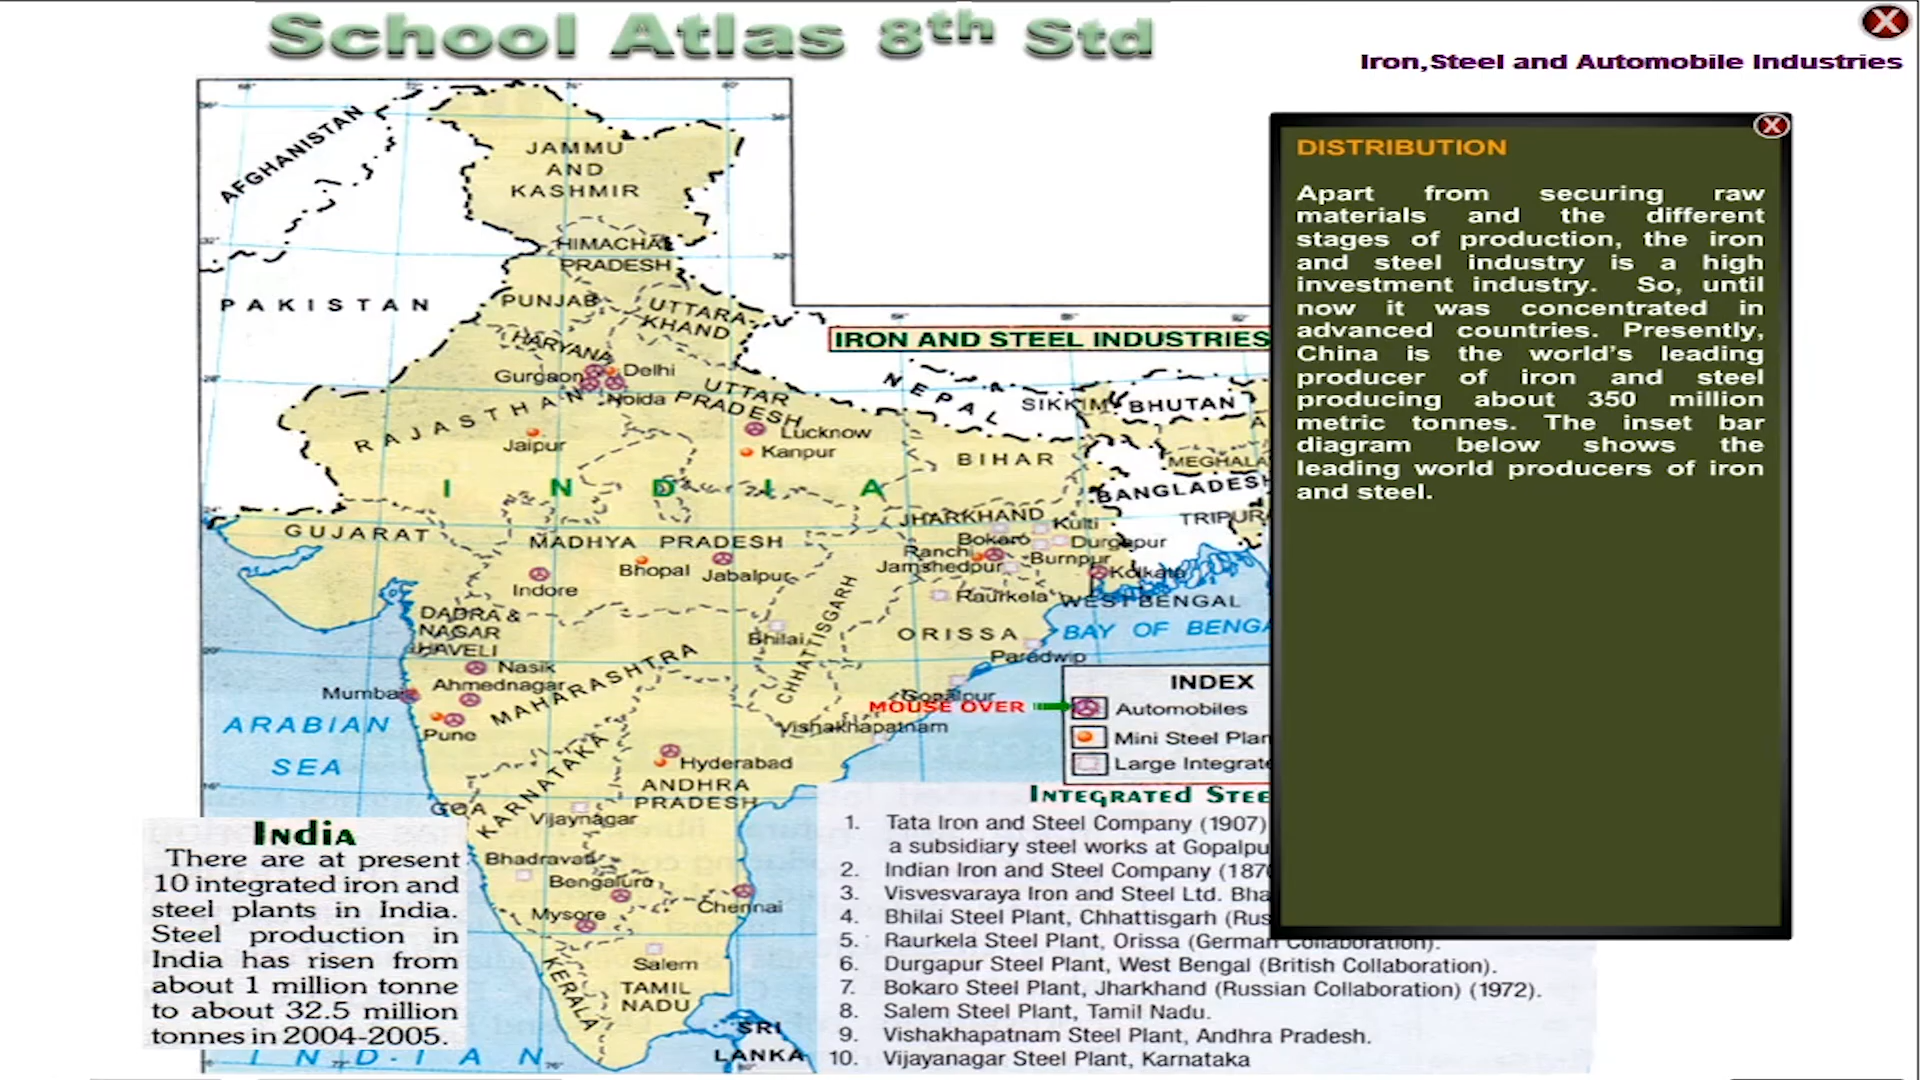 School Atlas 8th Std
Iron,Steel and Automobile Industries
DISTRIBUTION
Apart from securing raw
materials and the different
stages of production, the iron
and steel industry is a high
investment industry. So, until
now it was concentrated in
advanced countries. Presently,
China is the world's leading
producer of iron and steel
producing about 350 million
metric tonnes. The inset bar
diagram below shows the
leading world producers of iron
and steel.
AFGHANISTAN
JAMMU
AND
KASHMIR
HIMACHAL
PRADESH
PAKISTAN
PUNJAB
UTTARA-
KHAND
HARYANA
IRON AND STEEL INDUSTRIES
Gurgaon
Delhi
Noida
UTTAR
PRADESH
NEPAL
SIKKIM
BHUTAN
RAJASTHAN
Jaipur
Lucknow
Kanpur
BIHAR
MEGHALA
INDIA
BANGLADESH
TRIPUR
GUJARAT
MADHYA PRADESH
JHARKHAND
Kulti
Bokaro
Durgapur
Ranchi
Burnpur
Jamshedpur
Kolkata
Bhopal
Jabalpur
Indore
Raurkela
WEST BENGAL
DADRA &
NAGAR
HAVELI
Bhilai
CHHATTISGARH
ORISSA
BAY OF BENGA
Paradwip
Nasik
Mumbai
Ahmednagar
MAHARASHTRA
Gopalpur
MOUSE OVER
INDEX
Automobiles
Mini Steel Plan
Large Integrate
ARABIAN
SEA
Pune
Vishakhapatnam
Hyderabad
ANDHRA
PRADESH
KARNATAKA
GOA
Vijaynagar
Bhadravati
Bengaluru
Chennai
Mysore
Salem
TAMIL
NADU
KERALA
SRI
LANKA
INDIAN
India
There are at present
10 integrated iron and
steel plants in India.
Steel production in
India has risen from
about 1 million tonne
to about 32.5 million
tonnes in 2004-2005.
INTEGRATED STEE
1. Tata Iron and Steel Company (1907)
a subsidiary steel works at Gopalpu
2. Indian Iron and Steel Company (1870
3. Visvesvaraya Iron and Steel Ltd. Bha
4. Bhilai Steel Plant, Chhattisgarh (Rus
5. Raurkela Steel Plant, Orissa (German Collaboration).
6. Durgapur Steel Plant, West Bengal (British Collaboration).
7. Bokaro Steel Plant, Jharkhand (Russian Collaboration) (1972).
8. Salem Steel Plant, Tamil Nadu.
9. Vishakhapatnam Steel Plant, Andhra Pradesh.
10. Vijayanagar Steel Plant, Karnataka